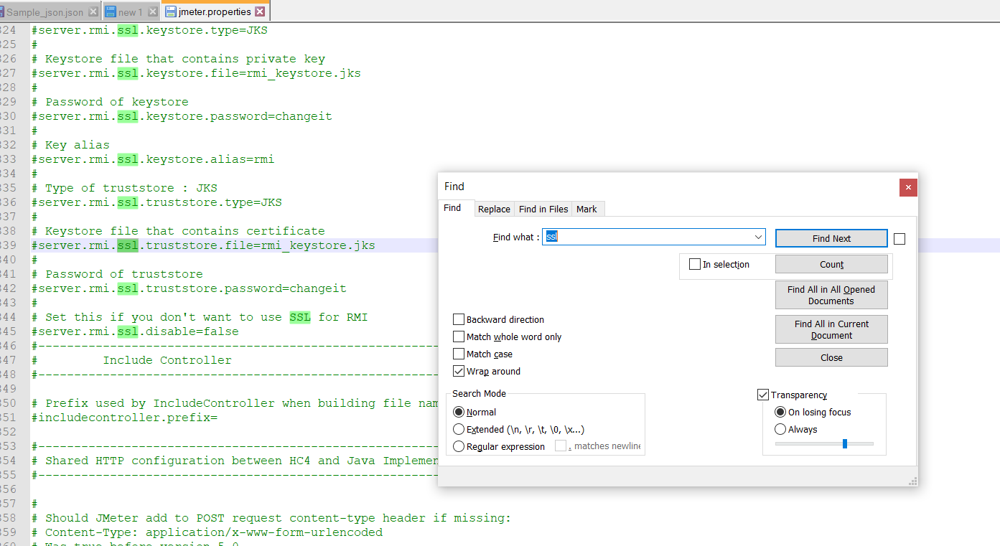 Sample_json.json
new 1
jmeter.properties
324 #server.rmi.ssl.keystore.type=JKS
325 #
326 # Keystore file that contains private key
327 #server.rmi.ssl.keystore.file=rmi_keystore.jks
328 #
329 # Password of keystore
330 #server.rmi.ssl.keystore.password=changeit
331 #
332 # Key alias
333 #server.rmi.ssl.keystore.alias=rmi
334 #
335 # Type of truststore : JKS
336 #server.rmi.ssl.truststore.type=JKS
337 #
338 # Keystore file that contains certificate
339 #server.rmi.ssl.truststore.file=rmi_keystore.jks
340 #
341 # Password of truststore
342 #server.rmi.ssl.truststore.password=changeit
343 #
344 # Set this if you don't want to use SSL for RMI
345 #server.rmi.ssl.disable=false
346 #---------------------------------------------------------
347 # Include Controller
348 #---------------------------------------------------------
349
350 # Prefix used by IncludeController when building file nam
351 #includecontroller.prefix=
352
353 #---------------------------------------------------------
354 # Shared HTTP configuration between HC4 and Java Implemen
355 #---------------------------------------------------------
356
357 #
358 # Should JMeter add to POST request content-type header if missing:
359 # Content-Type: application/x-www-form-urlencoded
360 # Was true before version 5.0
Find
Find
Replace
Find in Files
Mark
Find what :
ssl
Find Next
In selection
Count
Find All in All Opened
Documents
Find All in Current
Document
Close
Backward direction
Match whole word only
Match case
Wrap around
Search Mode
Normal
Extended (\n, \r, \t, \0, \x...)
Regular expression
. matches newline
Transparency
On losing focus
Always